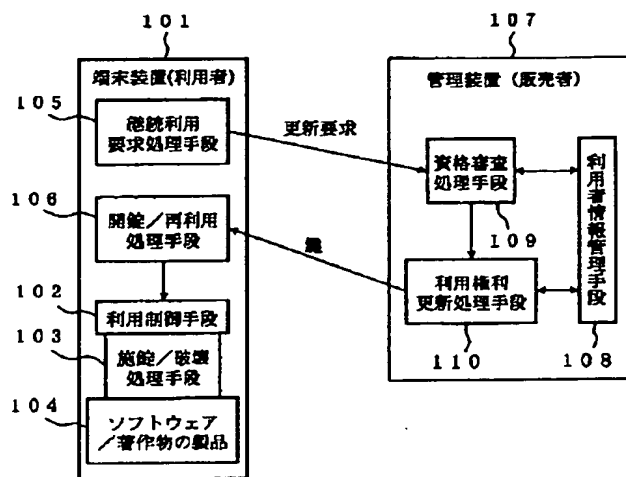 101
107
端末装置(利用者)
管理装置(販売者)
105
継続利用
要求処理手段
更新要求
資格審査
処理手段
利用者情報管理手段
106
開錠/再利用
処理手段
鍵
109
102
利用制御手段
利用権利
更新処理手段
103
施錠/破壊
処理手段
110
108
104
ソフトウェア
/著作物の製品